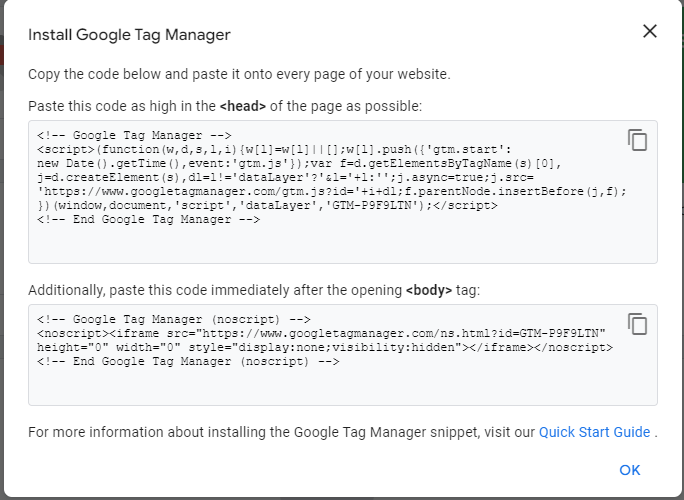 Install Google Tag Manager
Copy the code below and paste it onto every page of your website.
Paste this code as high in the <head> of the page as possible:
<!-- Google Tag Manager -->
<script>(function(w,d,s,l,i){w[l]=w[l]||[];w[l].push({'gtm.start':
new Date().getTime(),event:'gtm.js'});var f=d.getElementsByTagName(s)[0],
j=d.createElement(s),dl=l!='dataLayer'?'&l='+l:'';j.async=true;j.src=
'https://www.googletagmanager.com/gtm.js?id='+i+dl;f.parentNode.insertBefore(j,f);
})(window,document,'script','dataLayer','GTM-P9F9LTN');</script>
<!-- End Google Tag Manager -->
Additionally, paste this code immediately after the opening <body> tag:
<!-- Google Tag Manager (noscript) -->
<noscript><iframe src="https://www.googletagmanager.com/ns.html?id=GTM-P9F9LTN"
height="0" width="0" style="display:none;visibility:hidden"></iframe></noscript>
<!-- End Google Tag Manager (noscript) -->
For more information about installing the Google Tag Manager snippet, visit our Quick Start Guide .
OK